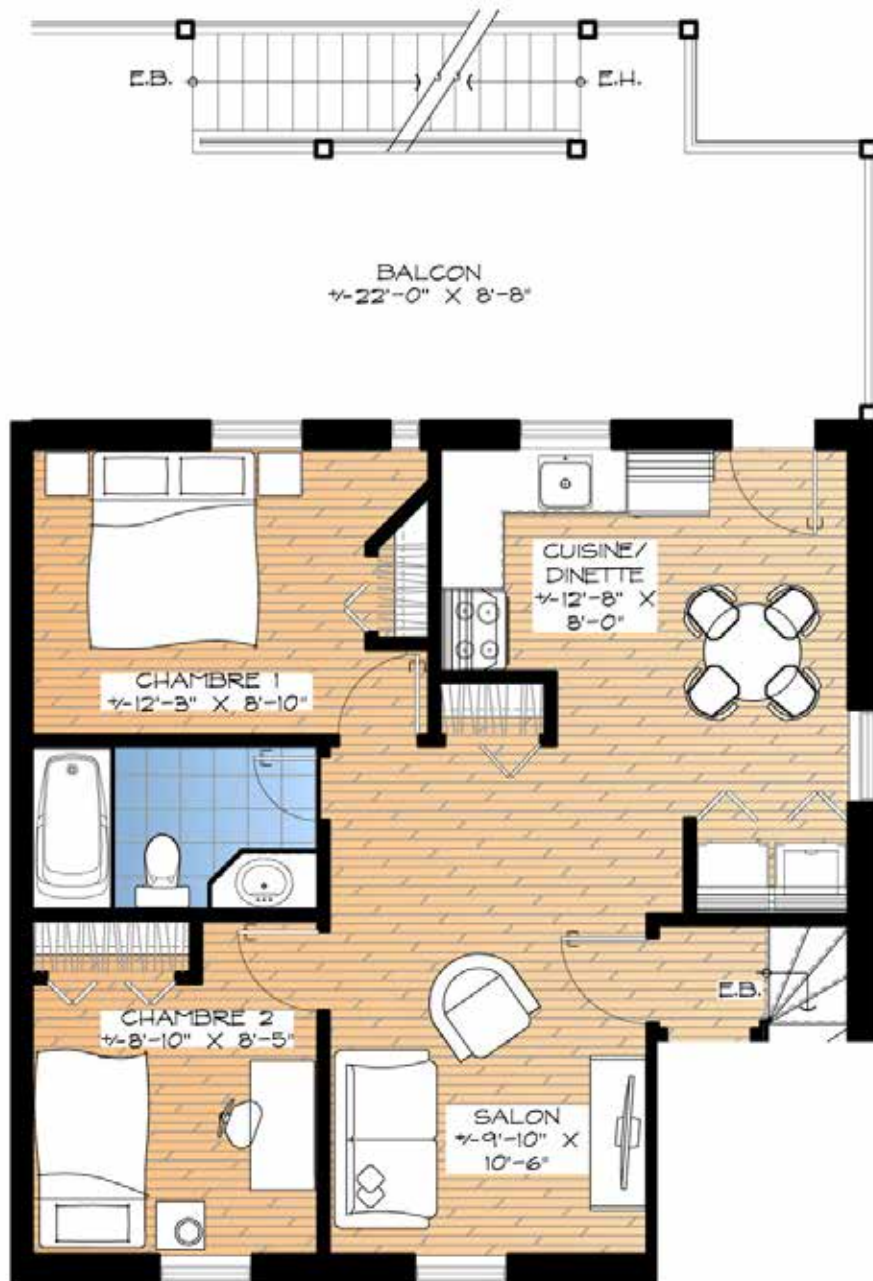 E.B.
E.H.
BALCON
+/-22'-0" X 8'-8"
CUISINE/
DINETTE
+/-12'-8" X
8'-0"
CHAMBRE 1
+/-12'-3" X 8'-10"
E.B.
CHAMBRE 2
+/-8'-10" X 8'-5"
SALON
+/-9'-10" X
10'-6"